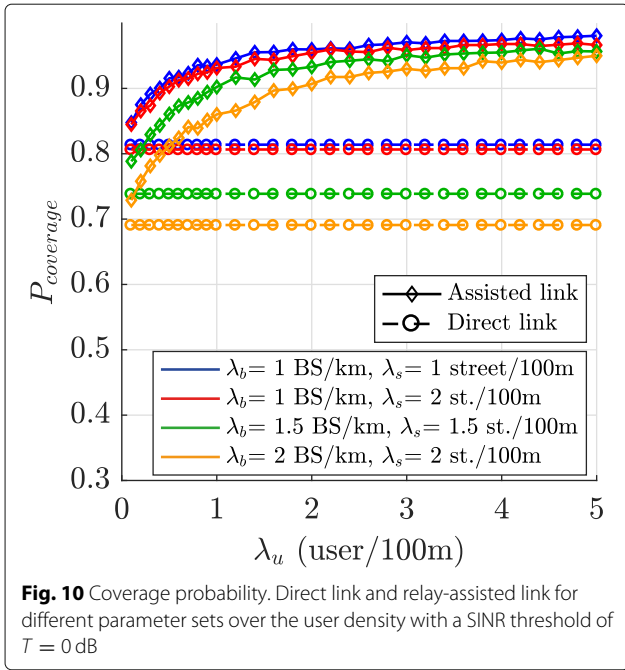 0.9
0.8
0.7
0.6
0.5
0.4
0.3
P_coverage
Assisted link
Direct link
λ_b= 1 BS/km, λ_s= 1 street/100m
λ_b= 1 BS/km, λ_s= 2 st./100m
λ_b= 1.5 BS/km, λ_s= 1.5 st./100m
λ_b= 2 BS/km, λ_s= 2 st./100m
0 1 2 3 4 5
λ_u (user/100m)
Fig. 10 Coverage probability. Direct link and relay-assisted link for
different parameter sets over the user density with a SINR threshold of
T = 0 dB